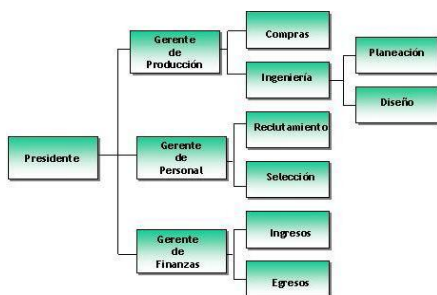 Presidente
Gerente
de
Producción
Compras
Ingeniería
Planeación
Diseño
Gerente
de
Personal
Reclutamiento
Selección
Gerente
de
Finanzas
Ingresos
Egresos